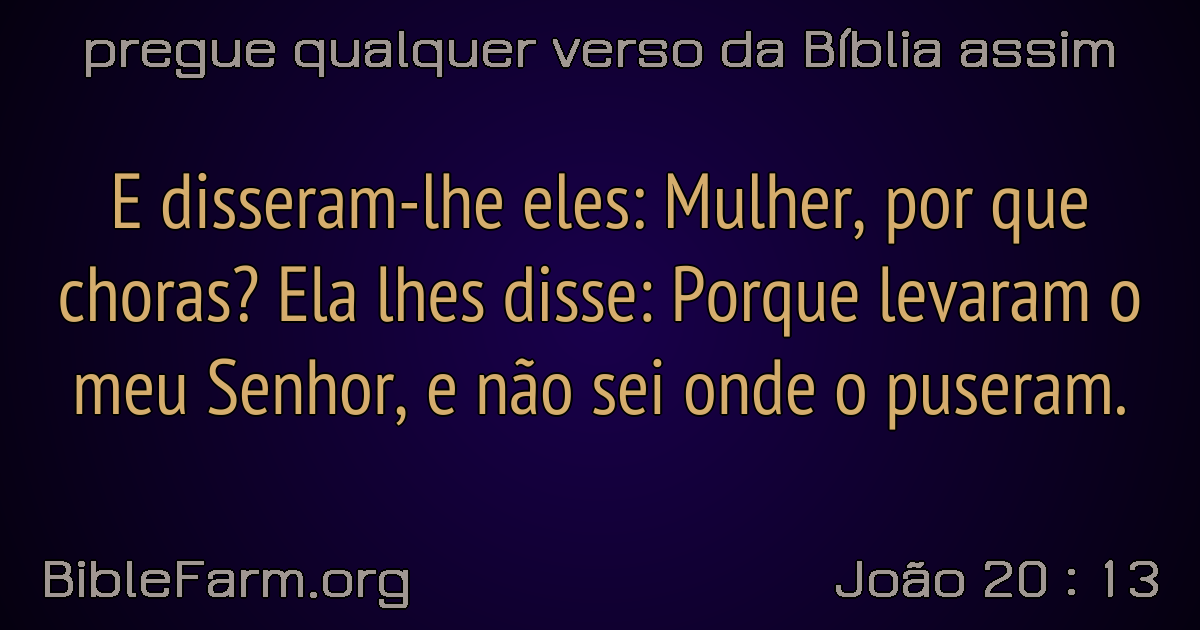 pregue qualquer verso da Bíblia assim
E disseram-lhe eles: Mulher, por que
choras? Ela lhes disse: Porque levaram o
meu Senhor, e não sei onde o puseram.
BibleFarm.org
João 20 : 13